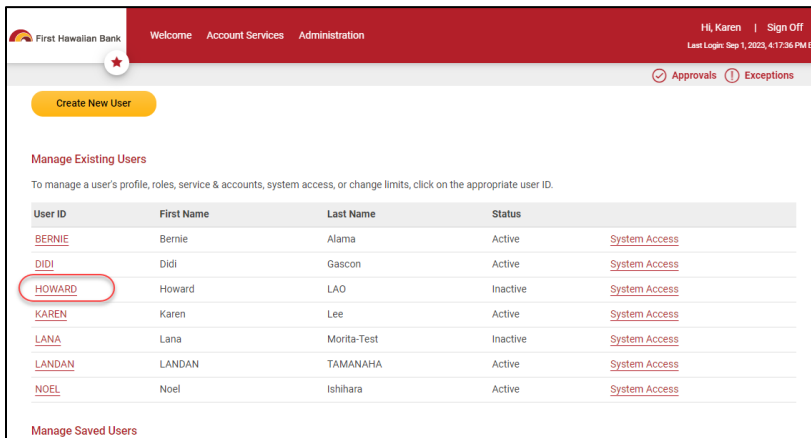 First Hawaiian Bank Welcome Account Services Administration Hi, Karen | Sign Off
Last Login: Sep 1, 2023, 4:17:36 PM
Approvals Exceptions
Create New User
Manage Existing Users
To manage a user's profile, roles, service & accounts, system access, or change limits, click on the appropriate user ID.
User ID First Name Last Name Status
BERNIE Bernie Alama Active System Access
DIDI Didi Gascon Active System Access
HOWARD Howard LAO Inactive System Access
KAREN Karen Lee Active System Access
LANA Lana Morita-Test Inactive System Access
LANDAN LANDAN TAMANAHA Active System Access
NOEL Noel Ishihara Active System Access
Manage Saved Users